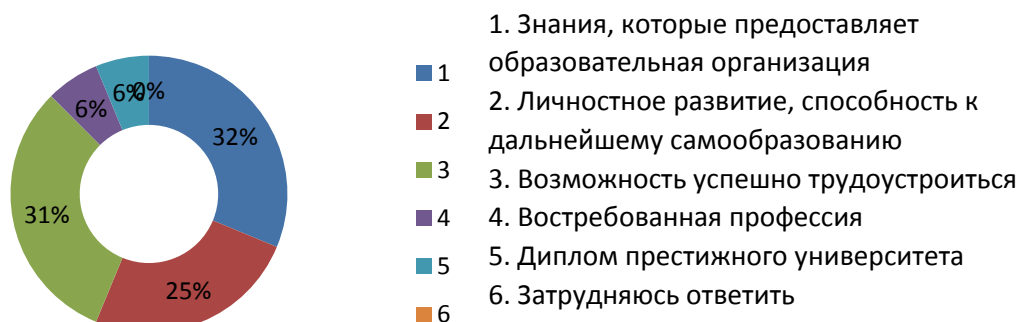 6%
0%
6%
32%
31%
25%
1
2
3
4
5
6
1. Знания, которые предоставляет
образовательная организация
2. Личностное развитие, способность к
дальнейшему самообразованию
3. Возможность успешно трудоустроиться
4. Востребованная профессия
5. Диплом престижного университета
6. Затрудняюсь ответить